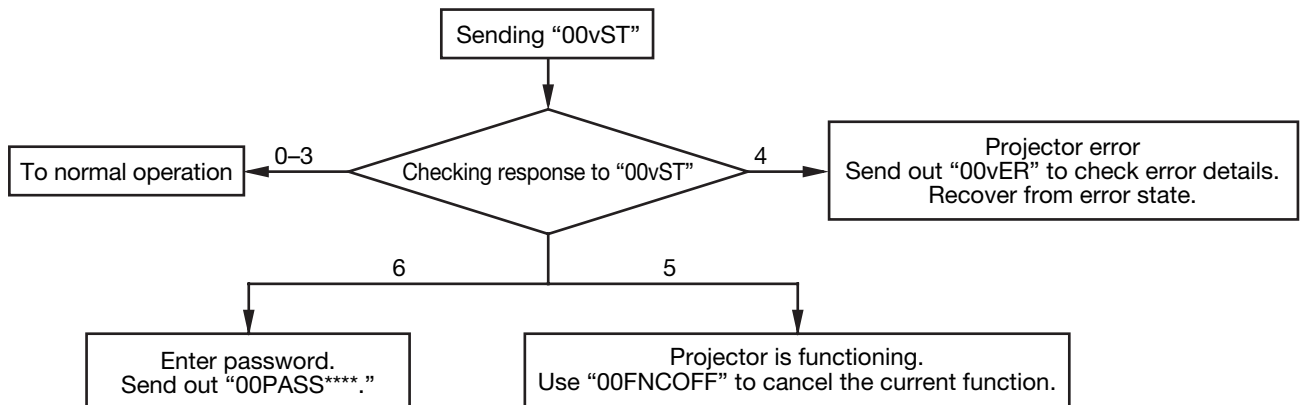 Sending “00vST”
To normal operation
0–3
Checking response to “00vST”
4
Projector error
Send out “00vER” to check error details.
Recover from error state.
6
5
Enter password.
Send out “00PASS****.”
Projector is functioning.
Use “00FNCOFF” to cancel the current function.